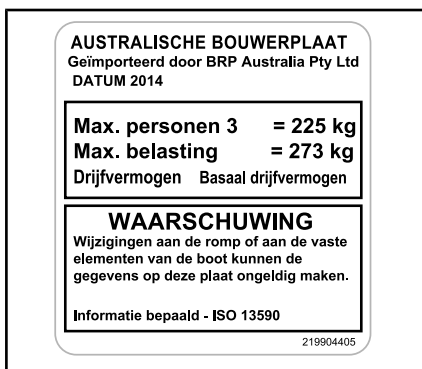 AUSTRALISCHE BOUWERPLAAT
Geïmporteerd door BRP Australia Pty Ltd
DATUM 2014
Max. personen 3 = 225 kg
Max. belasting = 273 kg
Drijfvermogen Basaal drijfvermogen
WAARSCHUWING
Wijzigingen aan de romp of aan de vaste
elementen van de boot kunnen de
gegevens op deze plaat ongeldig maken.
Informatie bepaald - ISO 13590
219904405